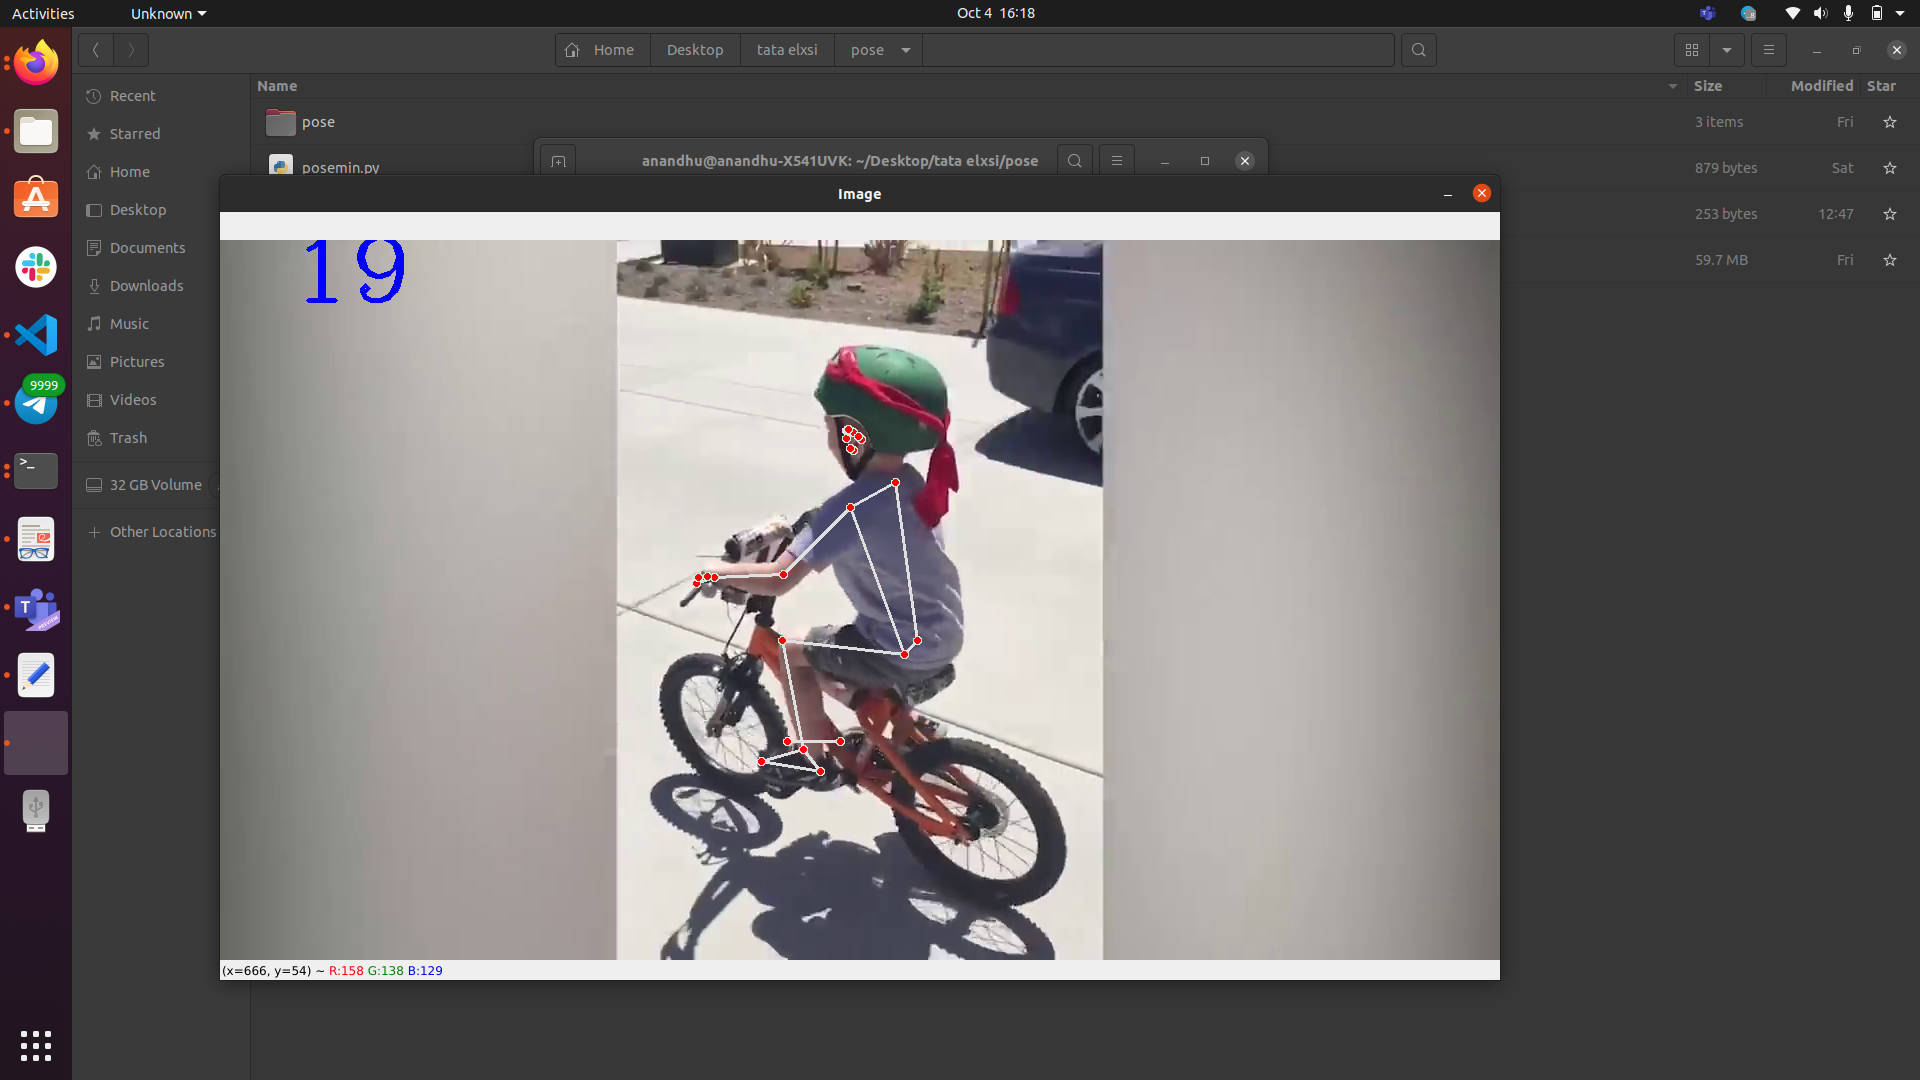 Activities
Unknown
Oct 4 16:18
Home
Desktop
tata elxsi
pose
Recent
Starred
Home
Desktop
Documents
Downloads
Music
Pictures
Videos
Trash
32 GB Volume
+ Other Locations
Name
Size
Modified
Star
pose
3 items
Fri
posemin.py
879 bytes
Sat
253 bytes
12:47
59.7 MB
Fri
anandhu@anandhu-X541UVK: ~/Desktop/tata elxsi/pose
Image
19
(x=666, y=54) ~ R:158 G:138 B:129
9999
>_
T
PREVIEW